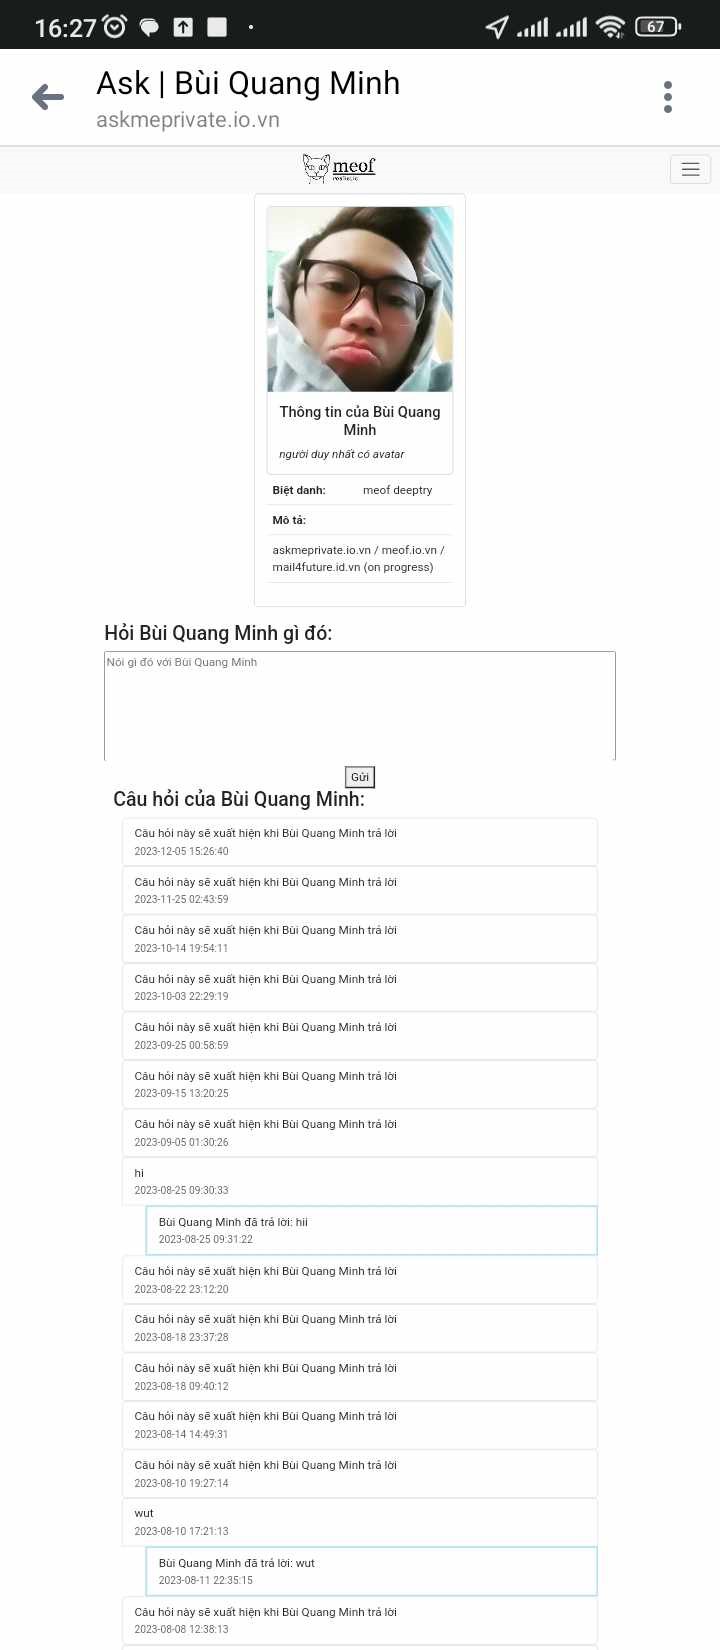 16:27
67
Ask | Bùi Quang Minh
askmeprivate.io.vn
meof
Thông tin của Bùi Quang
Minh
người duy nhất có avatar
Biệt danh: meof deeptry
Mô tả:
askmeprivate.io.vn / meof.io.vn /
mail4future.id.vn (on progress)
Hỏi Bùi Quang Minh gì đó:
Nói gì đó với Bùi Quang Minh
Gửi
Câu hỏi của Bùi Quang Minh:
Câu hỏi này sẽ xuất hiện khi Bùi Quang Minh trả lời
2023-12-05 15:26:40
Câu hỏi này sẽ xuất hiện khi Bùi Quang Minh trả lời
2023-11-25 02:43:59
Câu hỏi này sẽ xuất hiện khi Bùi Quang Minh trả lời
2023-10-14 19:54:11
Câu hỏi này sẽ xuất hiện khi Bùi Quang Minh trả lời
2023-10-03 22:29:19
Câu hỏi này sẽ xuất hiện khi Bùi Quang Minh trả lời
2023-09-25 00:58:59
Câu hỏi này sẽ xuất hiện khi Bùi Quang Minh trả lời
2023-09-15 13:20:25
Câu hỏi này sẽ xuất hiện khi Bùi Quang Minh trả lời
2023-09-05 01:30:26
hi
2023-08-25 09:30:33
Bùi Quang Minh đã trả lời: hii
2023-08-25 09:31:22
Câu hỏi này sẽ xuất hiện khi Bùi Quang Minh trả lời
2023-08-22 23:12:20
Câu hỏi này sẽ xuất hiện khi Bùi Quang Minh trả lời
2023-08-18 23:37:28
Câu hỏi này sẽ xuất hiện khi Bùi Quang Minh trả lời
2023-08-18 09:40:12
Câu hỏi này sẽ xuất hiện khi Bùi Quang Minh trả lời
2023-08-14 14:49:31
Câu hỏi này sẽ xuất hiện khi Bùi Quang Minh trả lời
2023-08-10 19:27:14
wut
2023-08-10 17:21:13
Bùi Quang Minh đã trả lời: wut
2023-08-11 22:35:15
Câu hỏi này sẽ xuất hiện khi Bùi Quang Minh trả lời
2023-08-08 12:38:13